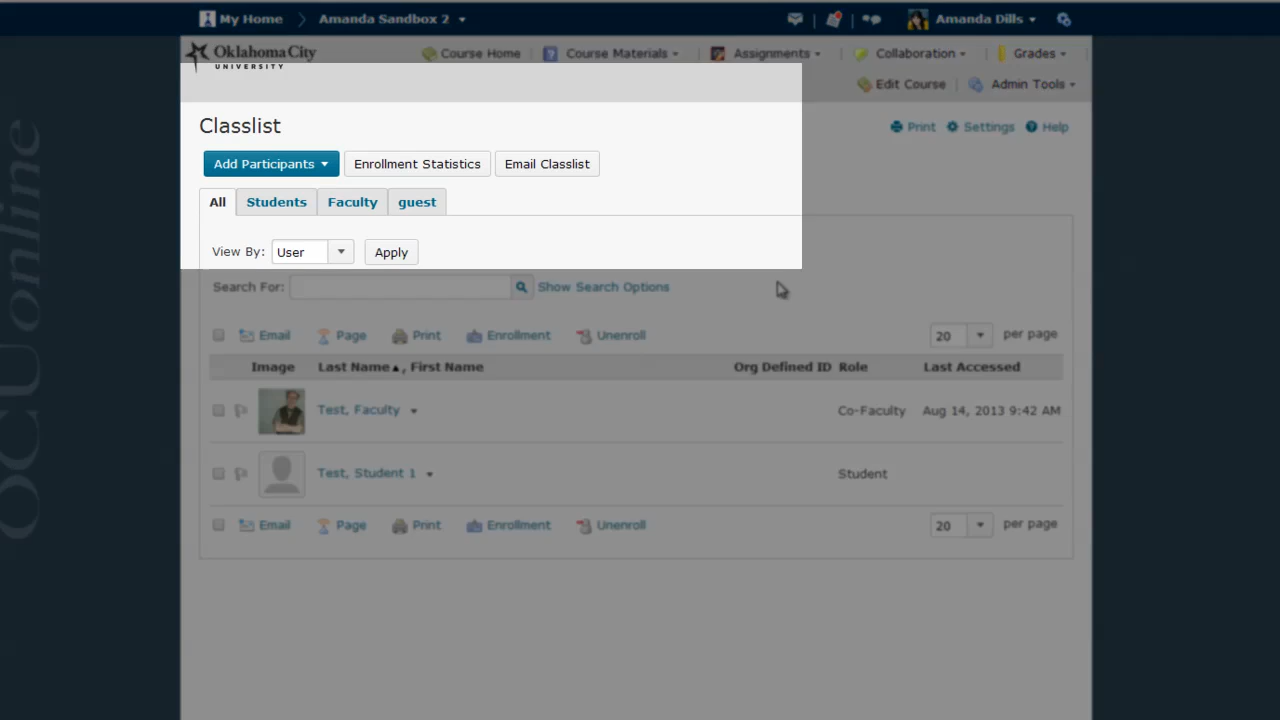 My Home
Amanda Sandbox 2
Amanda Dills
Oklahoma City
UNIVERSITY
Course Home
Course Materials
Assignments
Collaboration
Grades
Edit Course
Admin Tools
Classlist
Print
Settings
Help
Add Participants
Enrollment Statistics
Email Classlist
All
Students
Faculty
guest
View By:
User
Apply
Search For:
Show Search Options
Email
Page
Print
Enrollment
Unenroll
20
per page
Image
Last Name▲, First Name
Org Defined ID
Role
Last Accessed
Test, Faculty
Co-Faculty
Aug 14, 2013 9:42 AM
Test, Student 1
Student
Email
Page
Print
Enrollment
Unenroll
20
per page
OCUonline